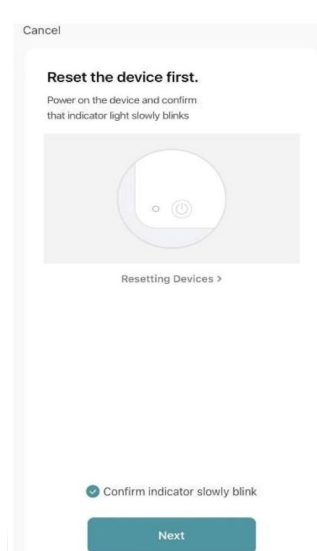 Cancel
Reset the device first.
Power on the device and confirm
that indicator light slowly blinks
Resetting Devices >
Confirm indicator slowly blink
Next